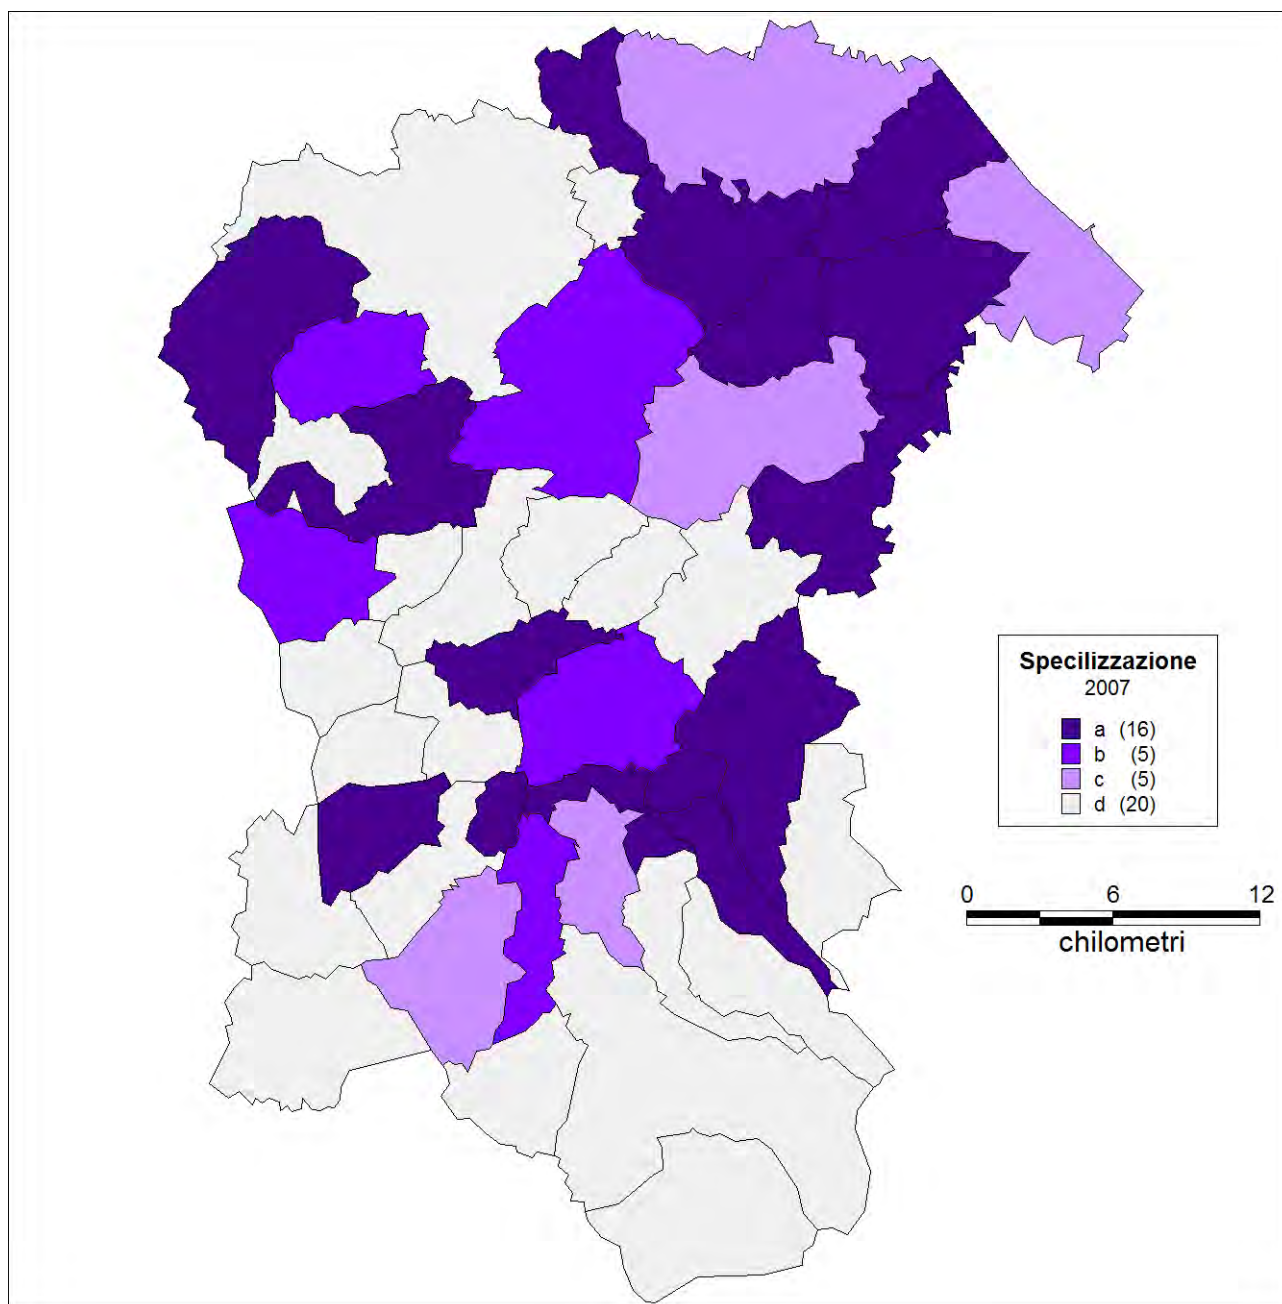 Specilizzazione
2007
a (16)
b (5)
c (5)
d (20)
0 6 12
chilometri